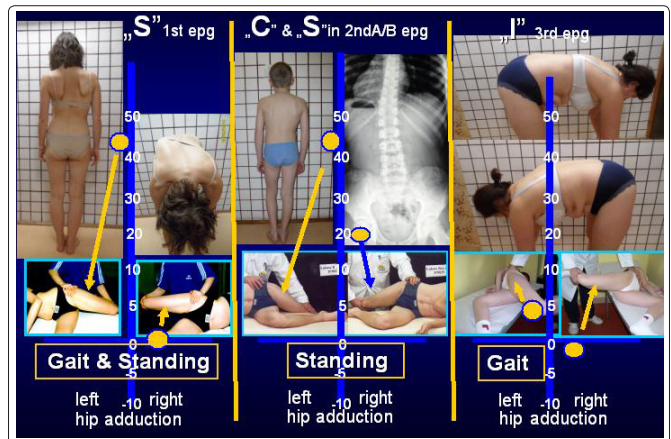 „S” 1st epg
„C” & „S” in 2ndA/B epg
„I” 3rd epg
50
40
30
20
10
5
0
-5
-10
Gait & Standing
left right
hip adduction
50
40
30
20
10
5
0
-5
-10
Standing
left right
hip adduction
50
40
30
20
10
5
0
-5
-10
Gait
left right
hip adduction